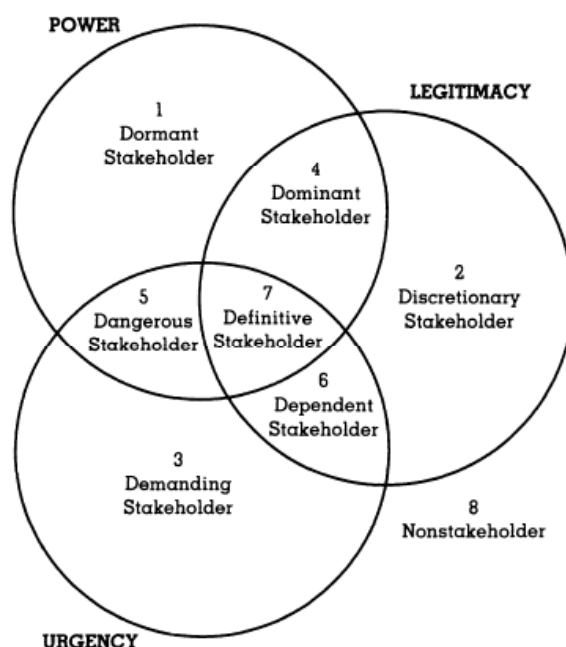 POWER
LEGITIMACY
1
Dormant
Stakeholder
4
Dominant
Stakeholder
2
Discretionary
Stakeholder
5
Dangerous
Stakeholder
7
Definitive
Stakeholder
6
Dependent
Stakeholder
3
Demanding
Stakeholder
8
Nonstakeholder
URGENCY